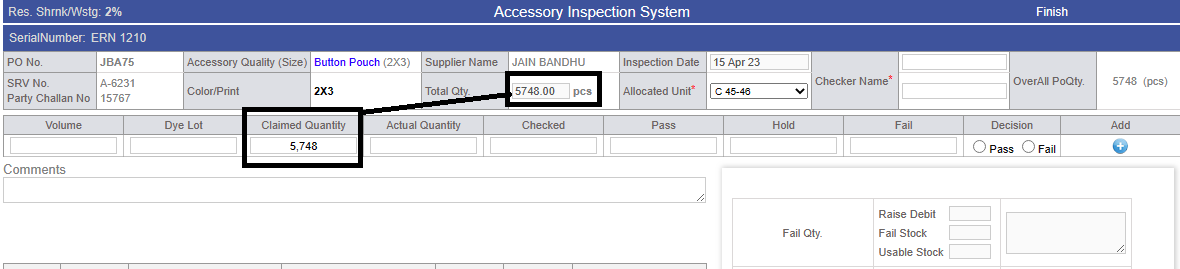 Res. Shrnk/Wstg: 2% Accessory Inspection System Finish
SerialNumber: ERN 1210
PO No. JBA75 Accessory Quality (Size) Button Pouch (2X3) Supplier Name JAIN BANDHU Inspection Date 15 Apr 23 Checker Name* OverAll PoQty. 5748 (pcs)
SRV No. A-6231 Color/Print 2X3 Total Qty. 5748.00 pcs Allocated Unit* C 45-46
Party Challan No 15767
Volume Dye Lot Claimed Quantity Actual Quantity Checked Pass Hold Fail Decision Add
5,748 Pass Fail
Comments
Raise Debit
Fail Qty. Fail Stock
Usable Stock